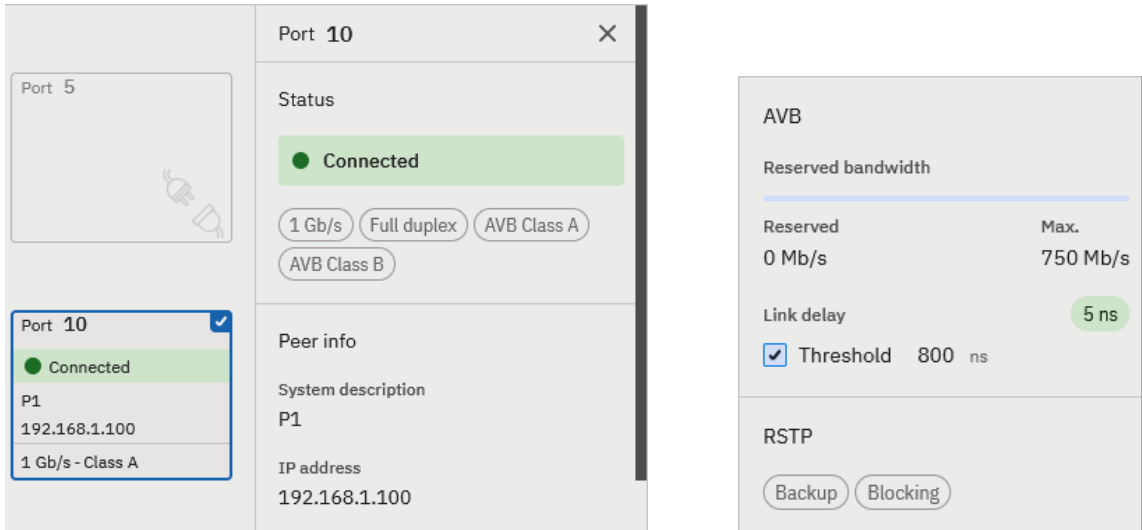 Port 5
Port 10
Connected
P1
192.168.1.100
1 Gb/s - Class A
Port 10
Status
Connected
1 Gb/s Full duplex AVB Class A
AVB Class B
Peer info
System description
P1
IP address
192.168.1.100
AVB
Reserved bandwidth
Reserved Max.
0 Mb/s 750 Mb/s
Link delay 5 ns
Threshold 800 ns
RSTP
Backup Blocking